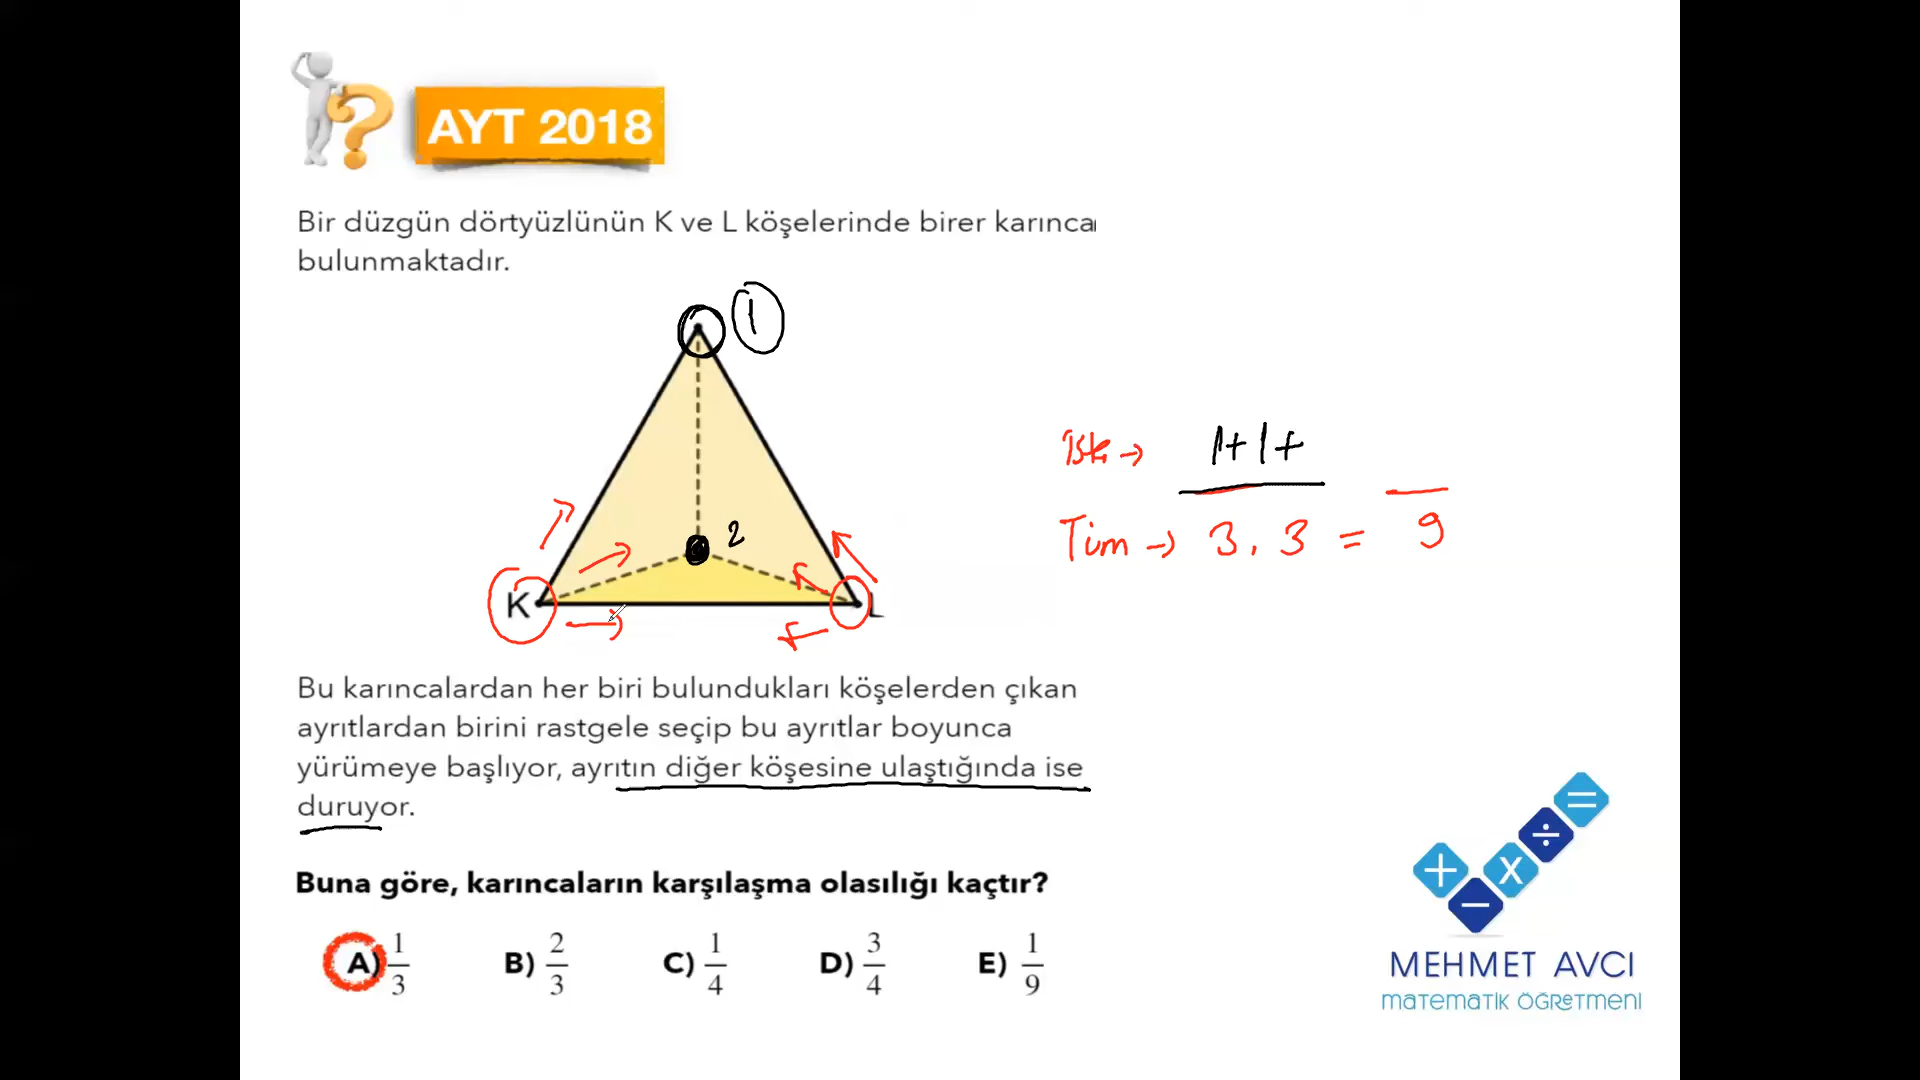 AYT 2018
Bir düzgün dörtyüzlünün K ve L köşelerinde birer karınca
bulunmaktadır.
1
2
K
L
İst. → 1+1+
Tüm → 3.3 = 9
Bu karıncalardan her biri bulundukları köşelerden çıkan
ayrıtlardan birini rastgele seçip bu ayrıtlar boyunca
yürümeye başlıyor, ayrıtın diğer köşesine ulaştığında ise
duruyor.
Buna göre, karıncaların karşılaşma olasılığı kaçtır?
A) 1/3 B) 2/3 C) 1/4 D) 3/4 E) 1/9
+ − x ÷ =
MEHMET AVCI
MATEMATİK ÖĞRETMENİ